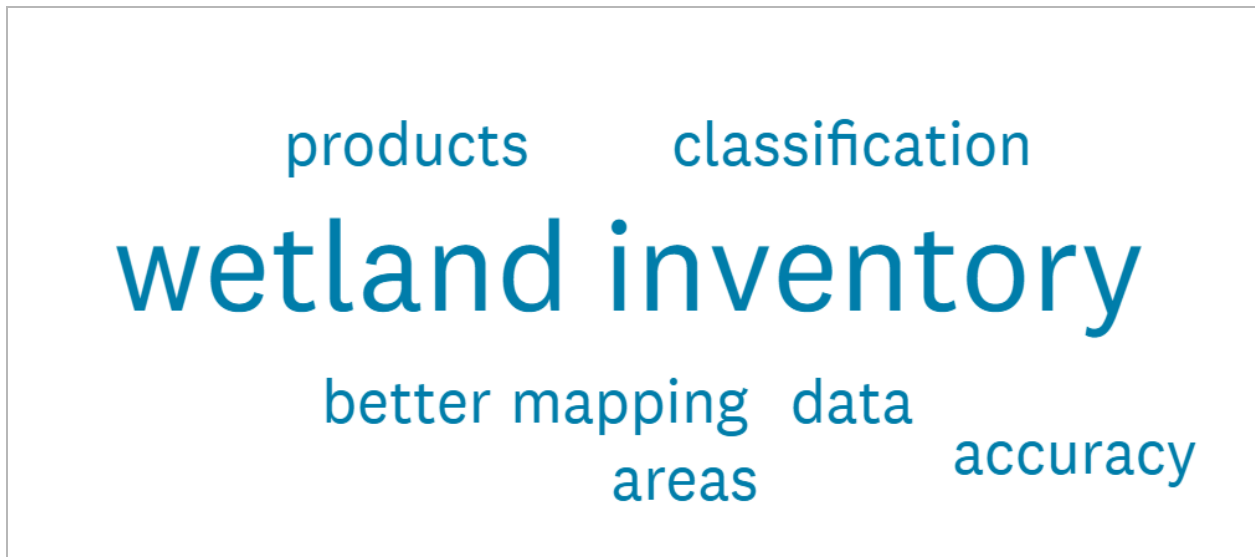 products classification
wetland inventory
better mapping data
accuracy
areas